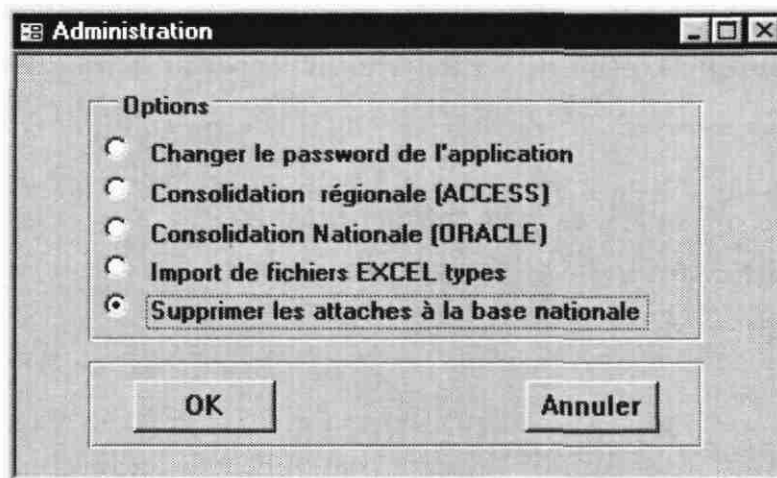 Administration
Options
Changer le password de l'application
Consolidation régionale (ACCESS)
Consolidation Nationale (ORACLE)
Import de fichiers EXCEL types
Supprimer les attaches à la base nationale
OK Annuler